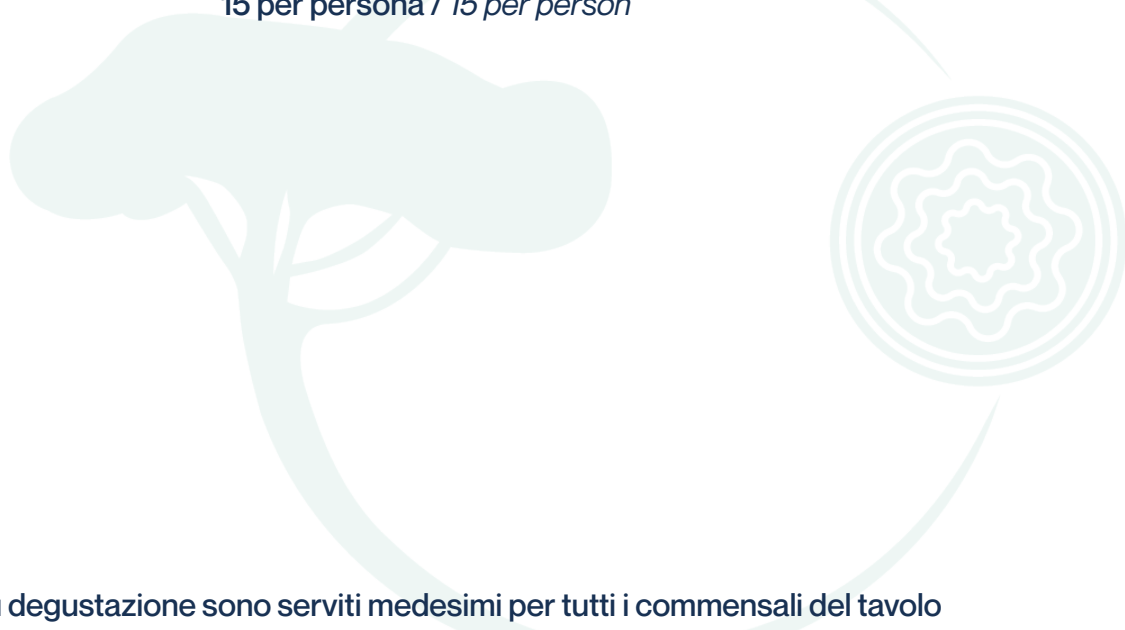 15 per persona / 15 per person
degustazione sono serviti medesimi per tutti i commensali del tavolo